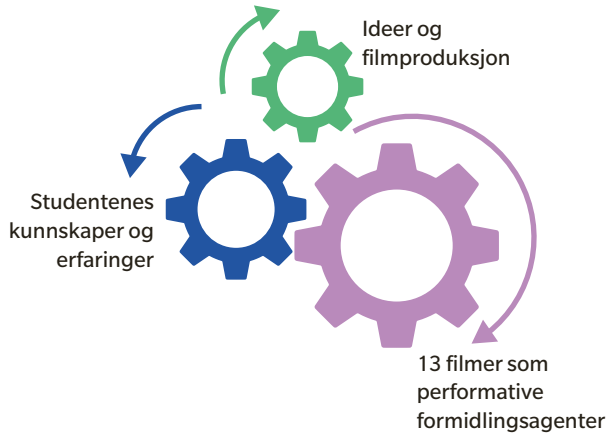 Ideer og
filmproduksjon
Studentenes
kunnskaper og
erfaringer
13 filmer som
performative
formidlingsagenter